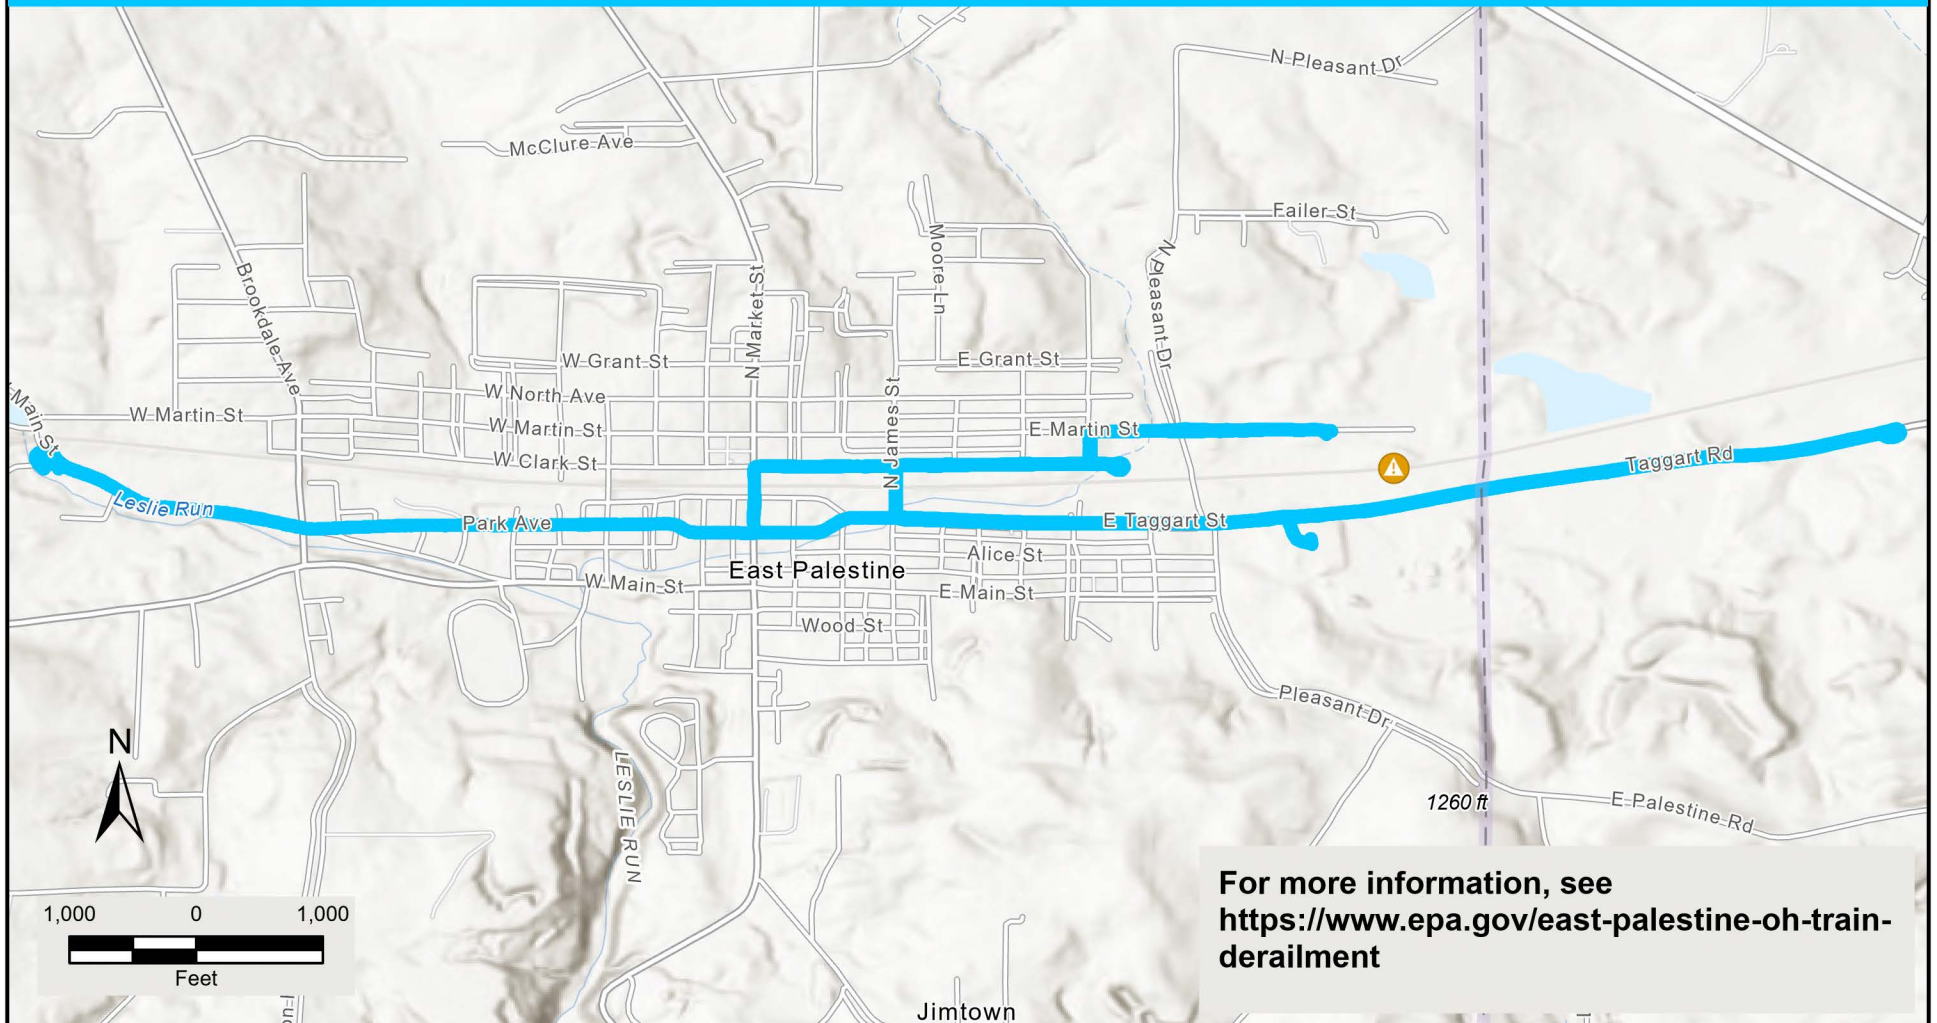 N Pleasant Dr
McClure Ave
Failer St
Moore Ln
N Pleasant Dr
Brookdale Ave
N Market St
W Grant St
E Grant St
W North Ave
N James St
Main St
W Martin St
W Martin St
E Martin St
W Clark St
Taggart Rd
Leslie Run
Park Ave
E Taggart St
Alice St
East Palestine
W Main St
E Main St
Wood St
Pleasant Dr
N
LESLIE RUN
1260 ft
E Palestine Rd
For more information, see
https://www.epa.gov/east-palestine-oh-train-
derailment
1,000 0 1,000
Feet
Jimtown